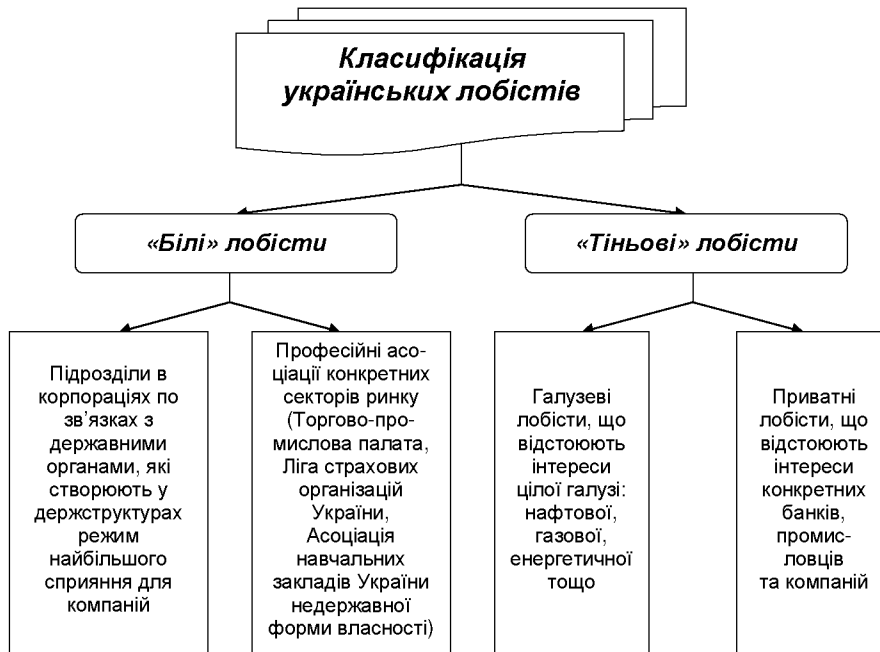 Класифікація
українських лобістів
«Білі» лобісти
«Тіньові» лобісти
Підрозділи в
корпораціях по
зв’язках з
державними
органами, які
створюють у
держструктурах
режим
найбільшого
сприяння для
компаній
Професійні асо-
ціації конкретних
секторів ринку
(Торгово-про-
мислова палата,
Ліга страхових
організацій
України,
Асоціація
навчальних
закладів України
недержавної
форми власності)
Галузеві
лобісти, що
відстоюють
інтереси
цілої галузі:
нафтової,
газової,
енергетичної
тощо
Приватні
лобісти, що
відстоюють
інтереси
конкретних
банків,
промис-
ловців
та компаній